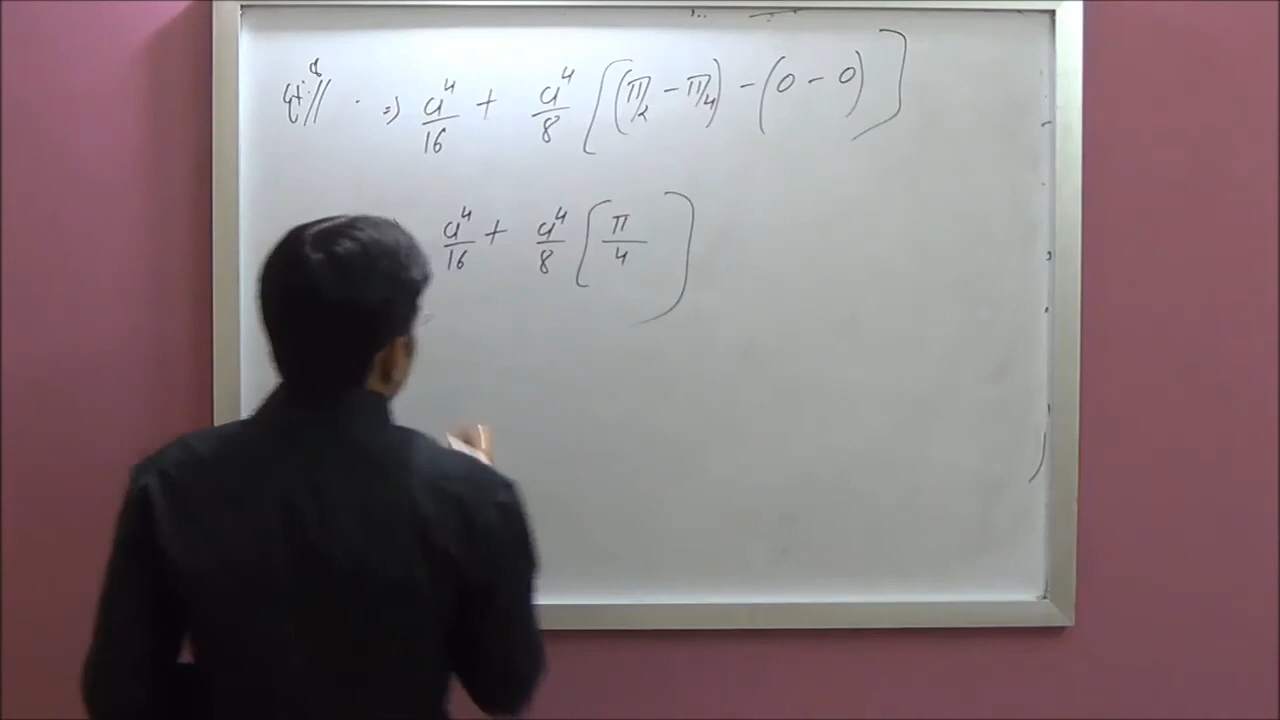 ⇒ a⁴/16 + a⁴/8 [(π/2 − π/4) − (0 − 0)]
a⁴/16 + a⁴/8 [π/4]